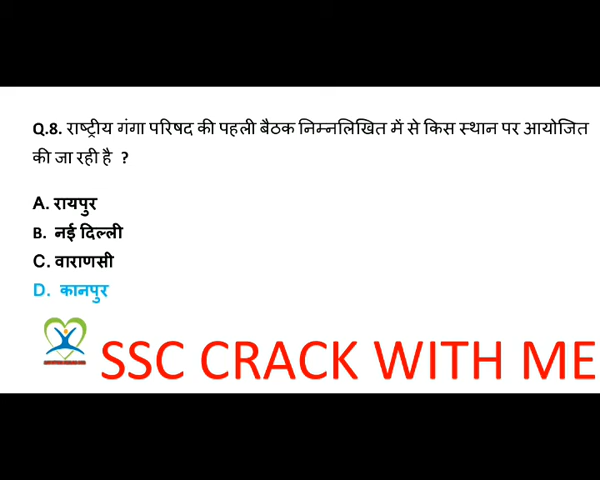 Q.8. राष्ट्रीय गंगा परिषद की पहली बैठक निम्नलिखित में से किस स्थान पर आयोजित
की जा रही है ?
A. रायपुर
B. नई दिल्ली
C. वाराणसी
D. कानपुर
SSC CRACK WITH ME